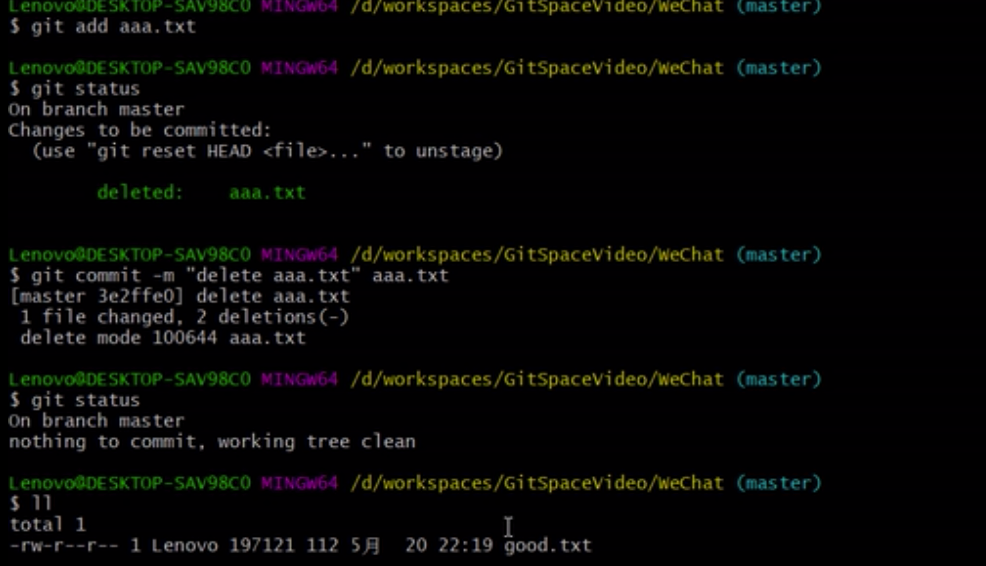 Lenovo@DESKTOP-SAV98C0 MINGW64 /d/workspaces/GitSpaceVideo/WeChat (master)
$ git add aaa.txt
Lenovo@DESKTOP-SAV98C0 MINGW64 /d/workspaces/GitSpaceVideo/WeChat (master)
$ git status
On branch master
Changes to be committed:
  (use "git reset HEAD <file>..." to unstage)
        deleted:    aaa.txt
Lenovo@DESKTOP-SAV98C0 MINGW64 /d/workspaces/GitSpaceVideo/WeChat (master)
$ git commit -m "delete aaa.txt" aaa.txt
[master 3e2ffe0] delete aaa.txt
 1 file changed, 2 deletions(-)
 delete mode 100644 aaa.txt
Lenovo@DESKTOP-SAV98C0 MINGW64 /d/workspaces/GitSpaceVideo/WeChat (master)
$ git status
On branch master
nothing to commit, working tree clean
Lenovo@DESKTOP-SAV98C0 MINGW64 /d/workspaces/GitSpaceVideo/WeChat (master)
$ ll
total 1
-rw-r--r-- 1 Lenovo 197121 112 5月  20 22:19 good.txt